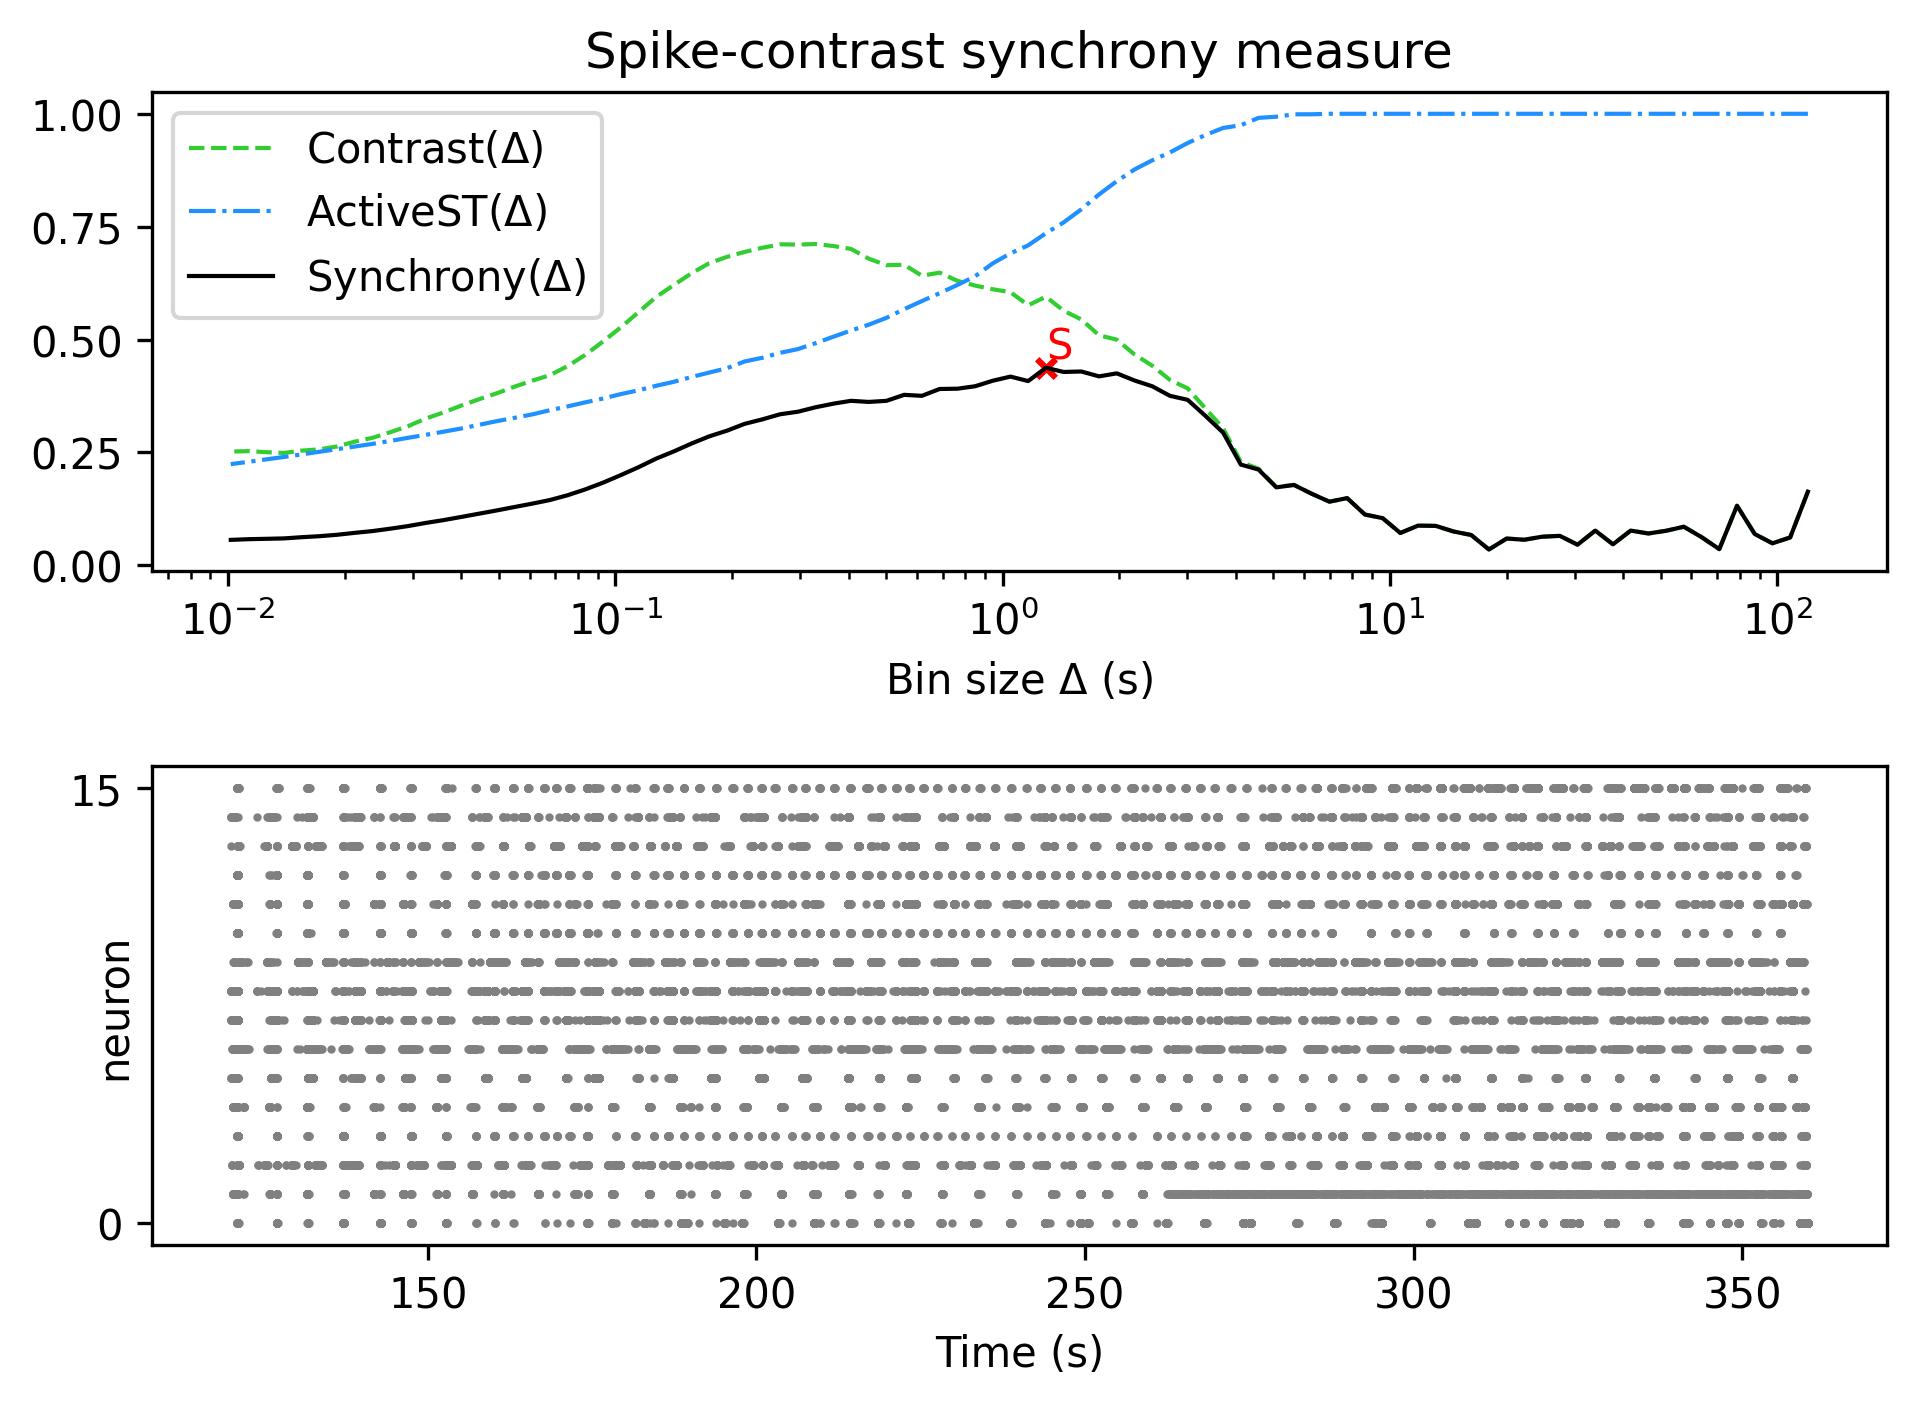 Spike-contrast synchrony measure
1.00
0.75
0.50
0.25
0.00
Contrast(Δ)
ActiveST(Δ)
Synchrony(Δ)
S
10⁻² 10⁻¹ 10⁰ 10¹ 10²
Bin size Δ (s)
15
0
neuron
150 200 250 300 350
Time (s)